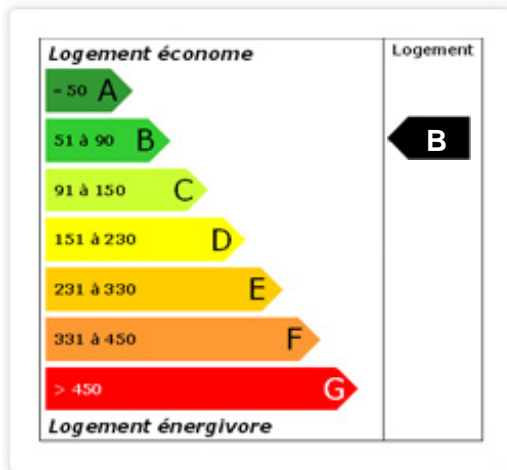 Logement économe
Logement
- 50 A
51 à 90 B
B
91 à 150 C
151 à 230 D
231 à 330 E
331 à 450 F
> 450 G
Logement énergivore